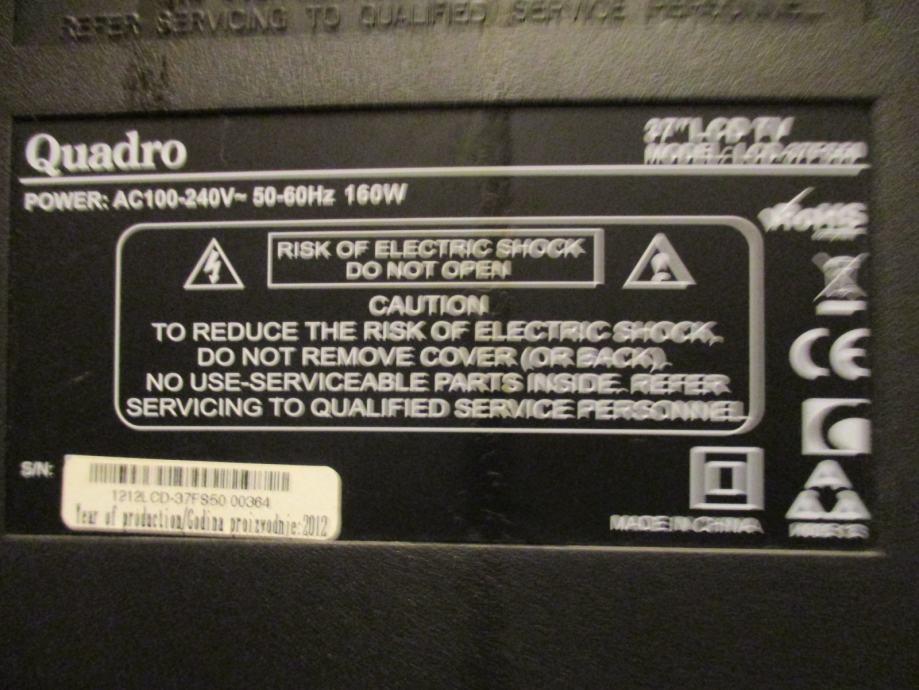 REFER SERVICING TO QUALIFIED SERVICE PERSONNEL
Quadro
37" LCD TV
MODEL: LCD-37FS50
POWER: AC100-240V~ 50-60Hz 160W
RoHS
RISK OF ELECTRIC SHOCK
DO NOT OPEN
CAUTION
TO REDUCE THE RISK OF ELECTRIC SHOCK,
DO NOT REMOVE COVER (OR BACK).
NO USE-SERVICEABLE PARTS INSIDE. REFER
SERVICING TO QUALIFIED SERVICE PERSONNEL
CE
S/N:
1212LCD-37FS50 00364
Year of production/Godina proizvodnje:2012
MADE IN CHINA